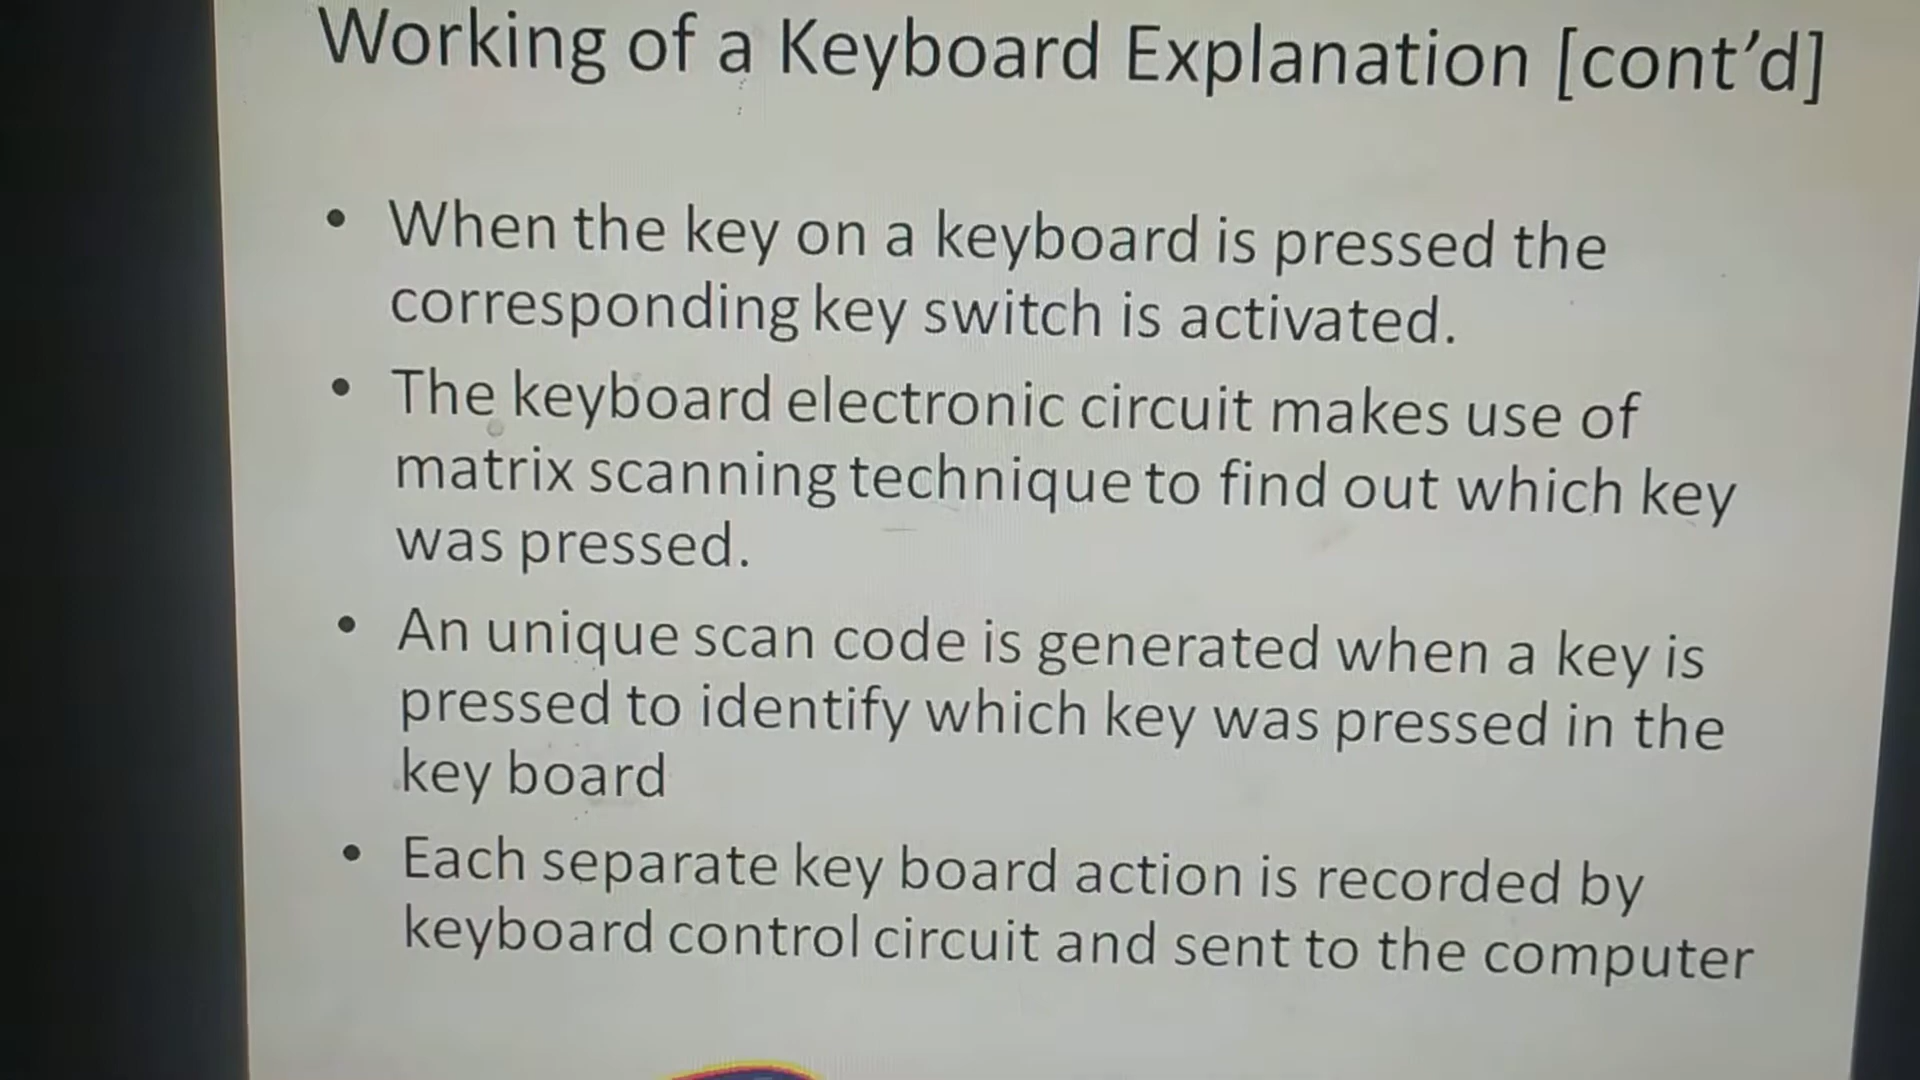 Working of a Keyboard Explanation [cont’d]
• When the key on a keyboard is pressed the
corresponding key switch is activated.
• The keyboard electronic circuit makes use of
matrix scanning technique to find out which key
was pressed.
• An unique scan code is generated when a key is
pressed to identify which key was pressed in the
key board
• Each separate key board action is recorded by
keyboard control circuit and sent to the computer